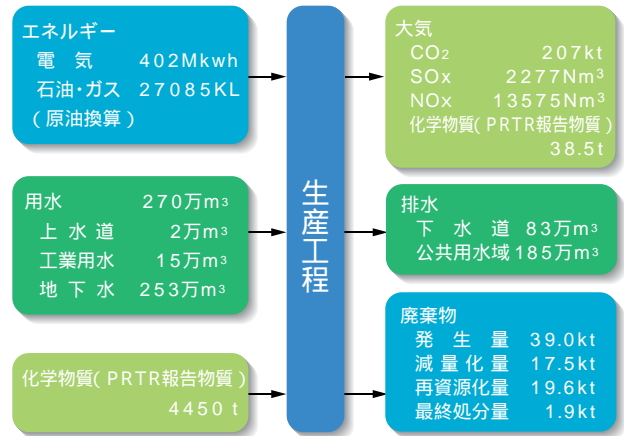 エネルギー
電気 402Mkwh
石油・ガス 27085KL
(原油換算)
用水 270万m³
上水道 2万m³
工業用水 15万m³
地下水 253万m³
化学物質(PRTR報告物質)
4450 t
生産工程
大気
CO₂ 207kt
SOx 2277Nm³
NOx 13575Nm³
化学物質(PRTR報告物質)
38.5t
排水
下水道 83万m³
公共用水域 185万m³
廃棄物
発生量 39.0kt
減量化量 17.5kt
再資源化量 19.6kt
最終処分量 1.9kt